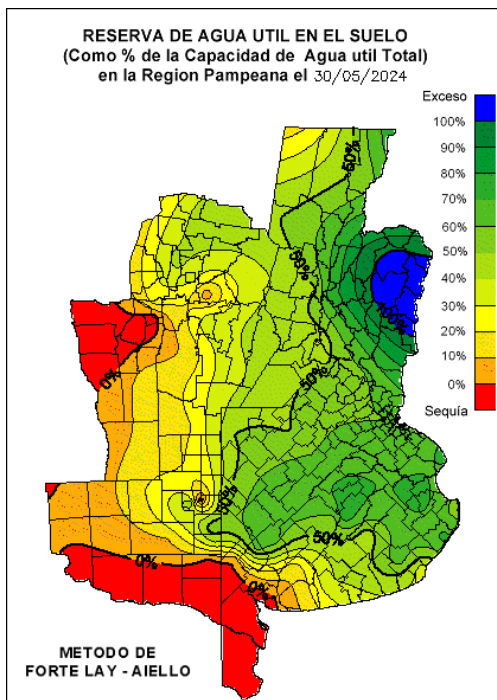 RESERVA DE AGUA UTIL EN EL SUELO
(Como % de la Capacidad de Agua util Total)
en la Region Pampeana el 30/05/2024
Exceso
100%
90%
80%
70%
60%
50%
40%
30%
20%
10%
0%
Sequía
50%
50%
100%
0%
50%
50%
50%
0%
0%
METODO DE
FORTE LAY - AIELLO